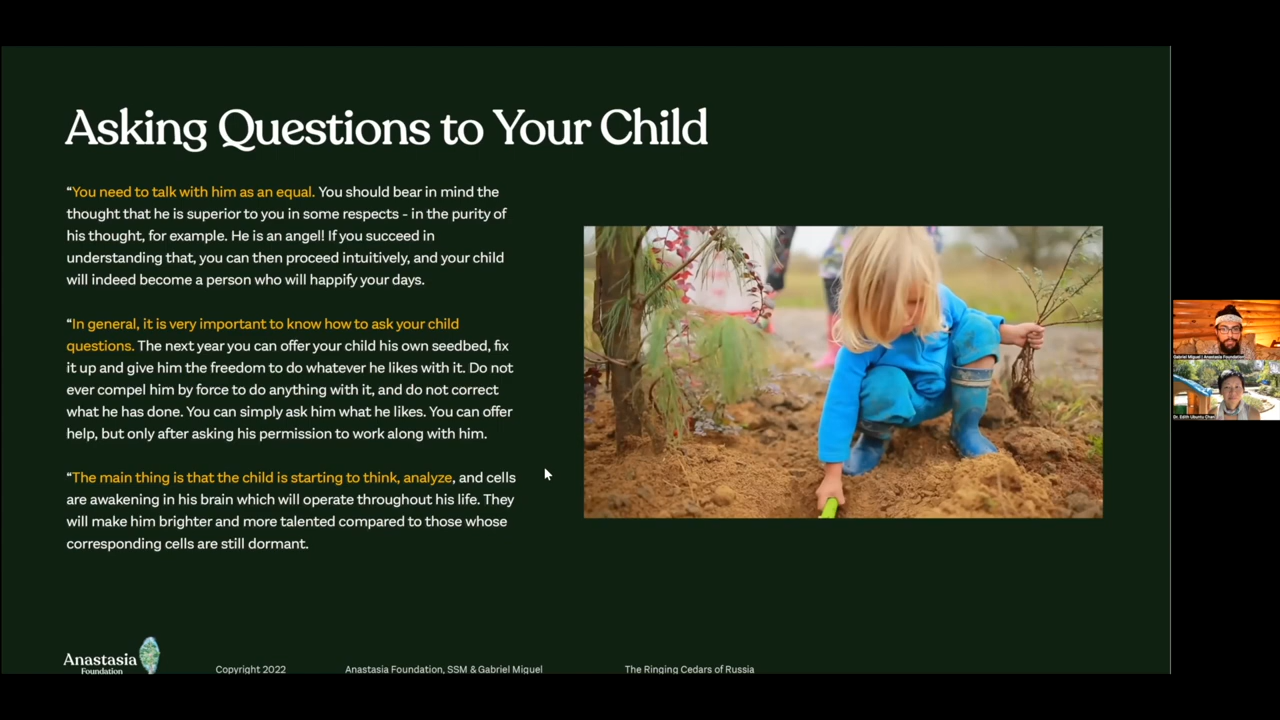 Asking Questions to Your Child
“You need to talk with him as an equal. You should bear in mind the
thought that he is superior to you in some respects - in the purity of
his thought, for example. He is an angel! If you succeed in
understanding that, you can then proceed intuitively, and your child
will indeed become a person who will happify your days.
“In general, it is very important to know how to ask your child
questions. The next year you can offer your child his own seedbed, fix
it up and give him the freedom to do whatever he likes with it. Do not
ever compel him by force to do anything with it, and do not correct
what he has done. You can simply ask him what he likes. You can offer
help, but only after asking his permission to work along with him.
“The main thing is that the child is starting to think, analyze, and cells
are awakening in his brain which will operate throughout his life. They
will make him brighter and more talented compared to those whose
corresponding cells are still dormant.
Gabriel Miguel | Anastasia Foundation
Dr. Edith Ubuntu Chan
Anastasia
Foundation
Copyright 2022
Anastasia Foundation, SSM & Gabriel Miguel
The Ringing Cedars of Russia